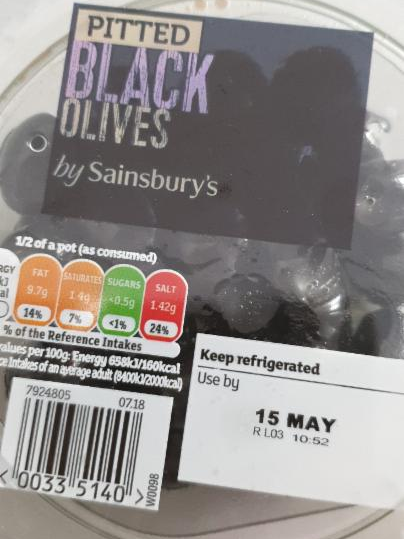 PITTED
BLACK
OLIVES
by Sainsbury's
1/2 of a pot (as consumed)
FAT SATURATES SUGARS SALT
9.7g 1.4g <0.5g 1.42g
14% 7% <1% 24%
% of the Reference Intakes
values per 100g: Energy 658kJ/160kcal
Intakes of an average adult (8400kJ/2000kcal)
7924805 07.18
< 0033 5140 >
W0098
Keep refrigerated
Use by
15 MAY
R L03 10:52